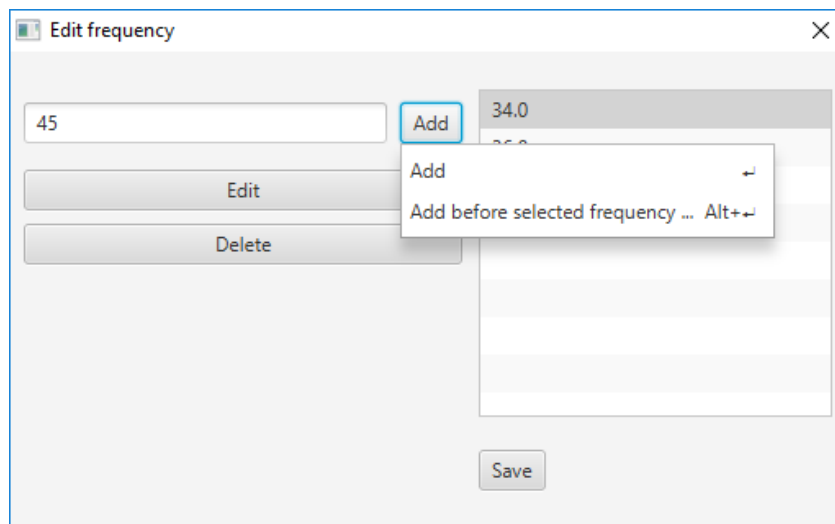 Edit frequency
45
Add
34.0
Add ↵
Add before selected frequency ... Alt+↵
Edit
Delete
Save